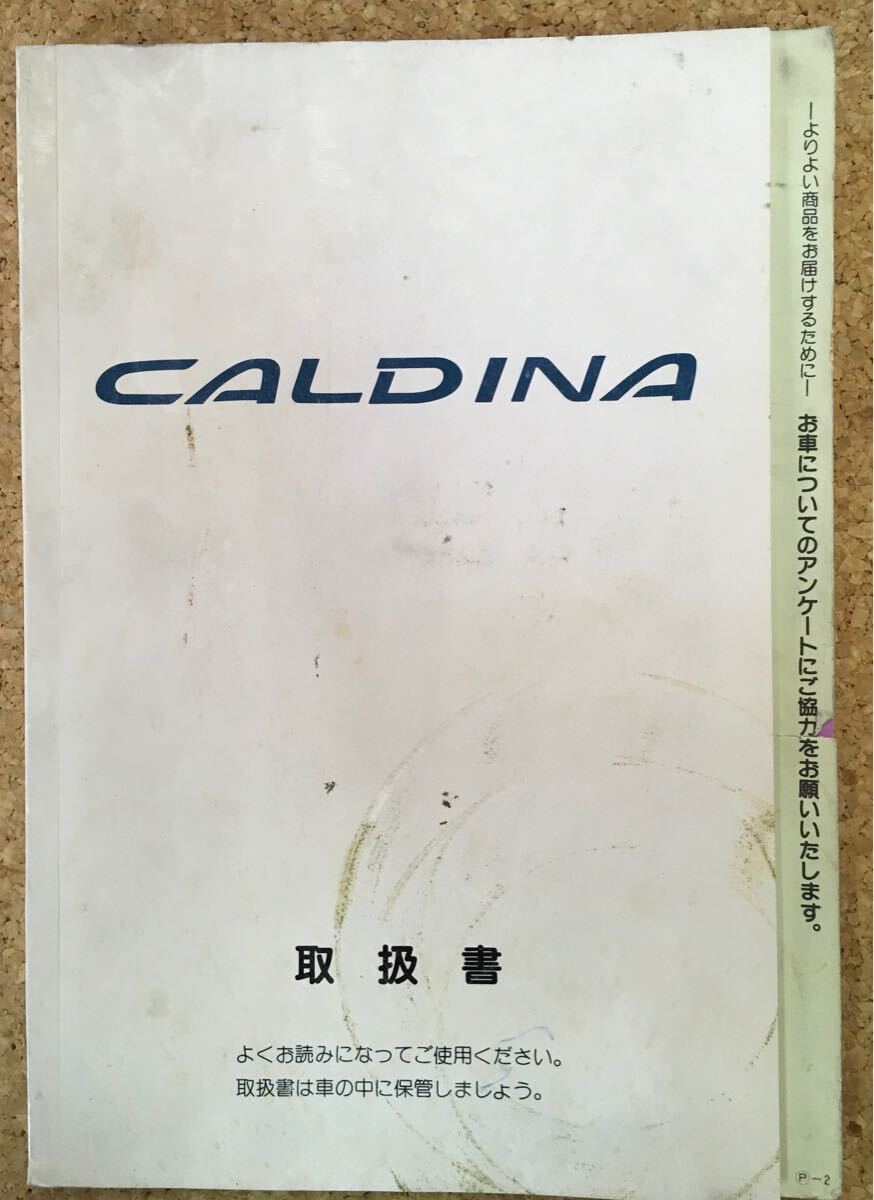 CALDINA
取扱書
よくお読みになってご使用ください。
取扱書は車の中に保管しましょう。
―よりよい商品をお届けするために― お車についてのアンケートにご協力をお願いいたします。
Ⓟ−2